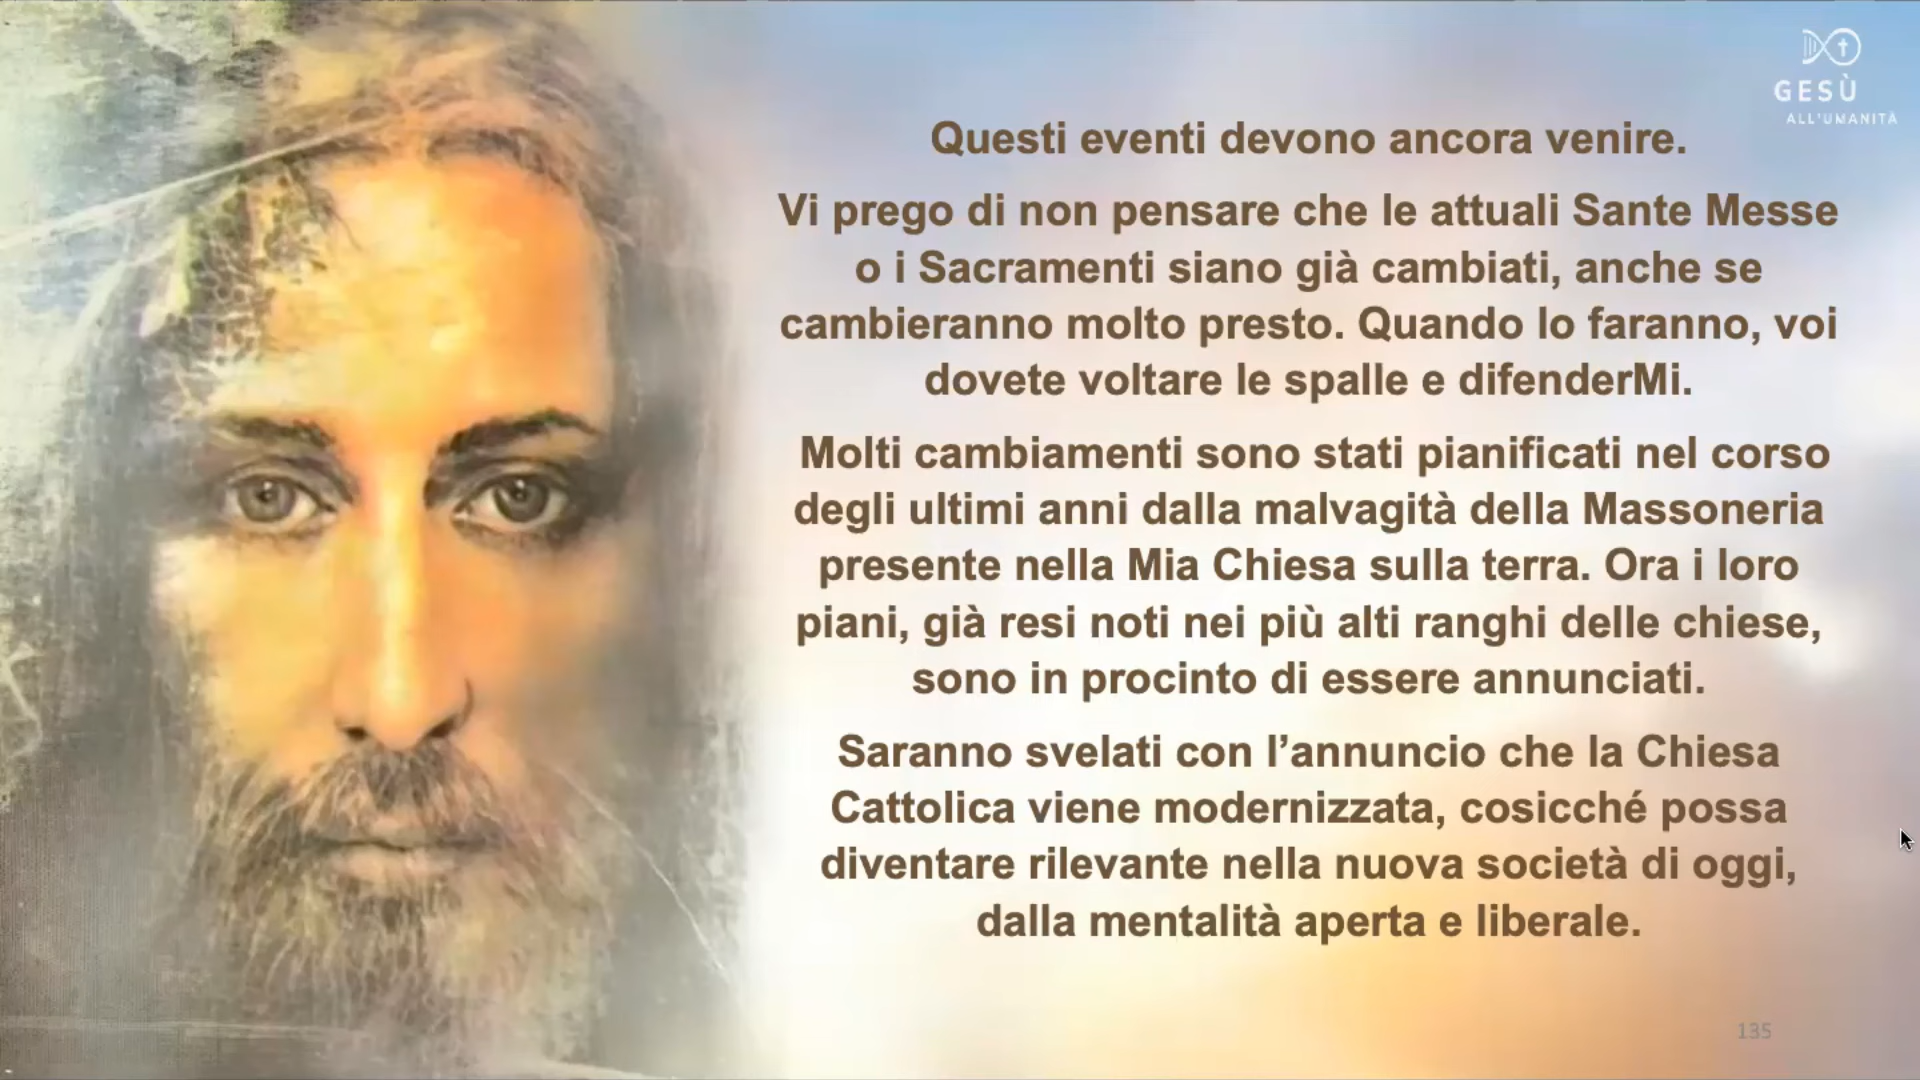 GESÙ
ALL'UMANITÀ
Questi eventi devono ancora venire.
Vi prego di non pensare che le attuali Sante Messe
o i Sacramenti siano già cambiati, anche se
cambieranno molto presto. Quando lo faranno, voi
dovete voltare le spalle e difenderMi.
Molti cambiamenti sono stati pianificati nel corso
degli ultimi anni dalla malvagità della Massoneria
presente nella Mia Chiesa sulla terra. Ora i loro
piani, già resi noti nei più alti ranghi delle chiese,
sono in procinto di essere annunciati.
Saranno svelati con l’annuncio che la Chiesa
Cattolica viene modernizzata, cosicché possa
diventare rilevante nella nuova società di oggi,
dalla mentalità aperta e liberale.
135